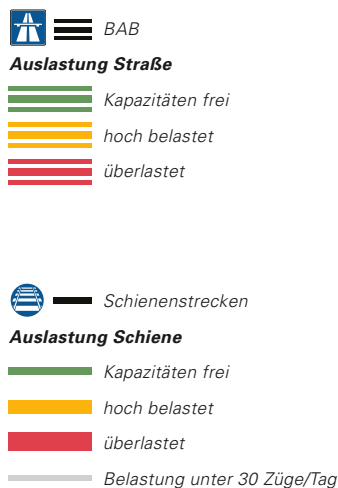 BAB
Auslastung Straße
Kapazitäten frei
hoch belastet
überlastet
Schienenstrecken
Auslastung Schiene
Kapazitäten frei
hoch belastet
überlastet
Belastung unter 30 Züge/Tag